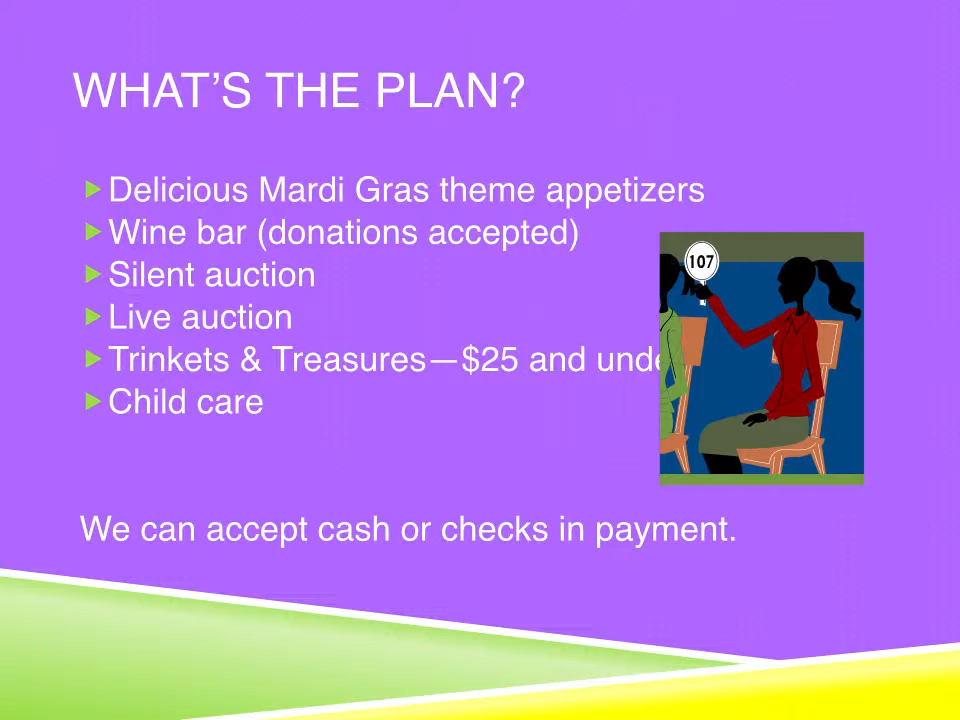 WHAT'S THE PLAN?
Delicious Mardi Gras theme appetizers
Wine bar (donations accepted)
Silent auction
Live auction
Trinkets & Treasures—$25 and unde
Child care
107
We can accept cash or checks in payment.